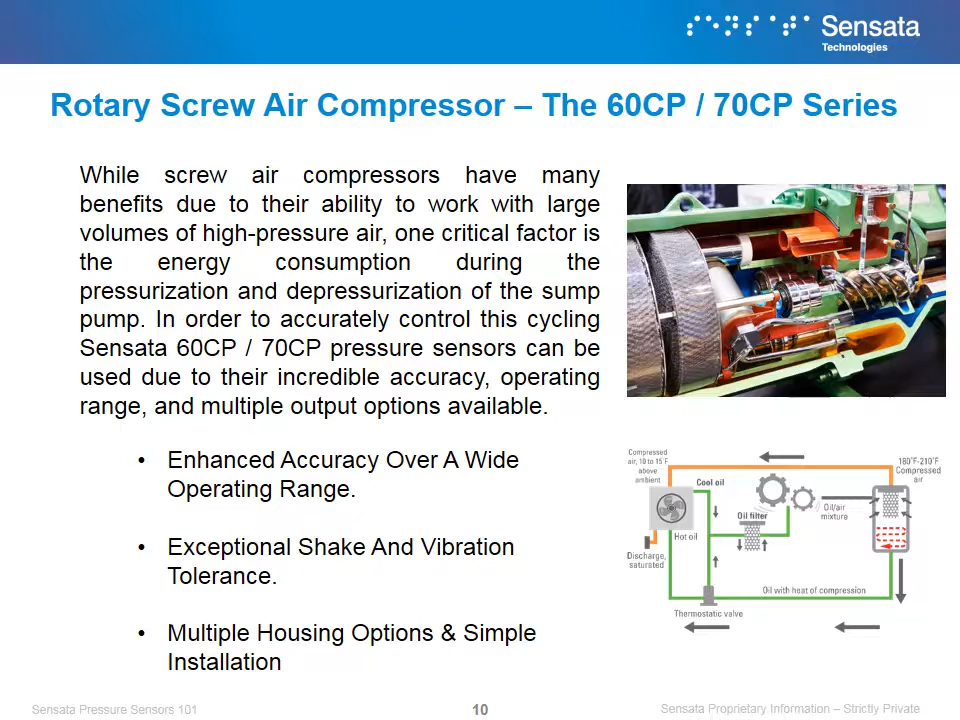 Sensata
Technologies
Rotary Screw Air Compressor – The 60CP / 70CP Series
While screw air compressors have many
benefits due to their ability to work with large
volumes of high-pressure air, one critical factor is
the energy consumption during the
pressurization and depressurization of the sump
pump. In order to accurately control this cycling
Sensata 60CP / 70CP pressure sensors can be
used due to their incredible accuracy, operating
range, and multiple output options available.
• Enhanced Accuracy Over A Wide
Operating Range.
• Exceptional Shake And Vibration
Tolerance.
• Multiple Housing Options & Simple
Installation
Compressed
air, 10 to 15°F
above
ambient
Cool oil
180°F-210°F
Compressed
air
Oil filter
Oil/air
mixture
Hot oil
Discharge,
saturated
Oil with heat of compression
Thermostatic valve
Sensata Pressure Sensors 101
10
Sensata Proprietary Information – Strictly Private